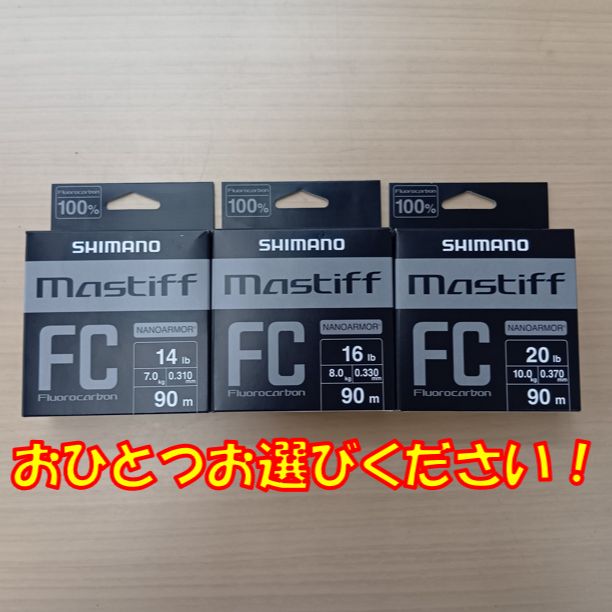 Fluorocarbon
100%
SHIMANO
mastiff
FC
Fluorocarbon
NANOARMOR®
14 lb
7.0 kg 0.310 mm
90 m
Fluorocarbon
100%
SHIMANO
mastiff
FC
Fluorocarbon
NANOARMOR®
16 lb
8.0 kg 0.330 mm
90 m
Fluorocarbon
100%
SHIMANO
mastiff
FC
Fluorocarbon
NANOARMOR®
20 lb
10.0 kg 0.370 mm
90 m
おひとつお選びください！